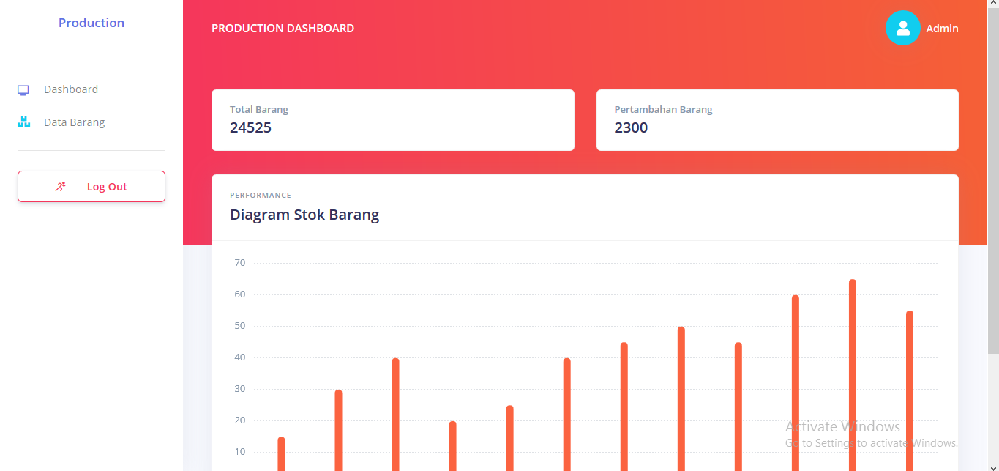 Production
Dashboard
Data Barang
Log Out
PRODUCTION DASHBOARD
Admin
Total Barang
24525
Pertambahan Barang
2300
PERFORMANCE
Diagram Stok Barang
70
60
50
40
30
20
10
Activate Windows
Go to Settings to activate Windows.